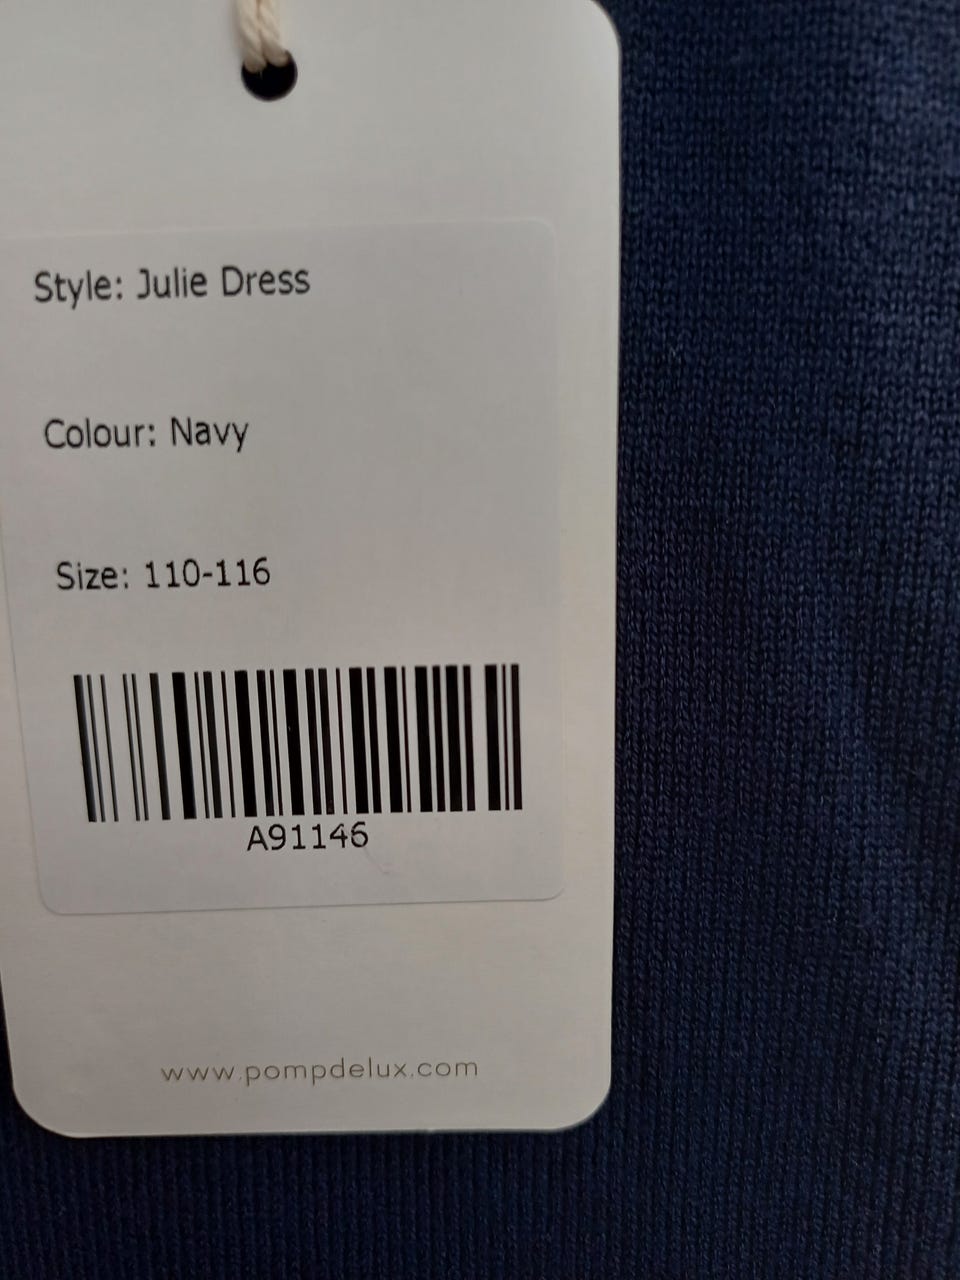 Style: Julie Dress
Colour: Navy
Size: 110-116
A91146
www.pompdelux.com